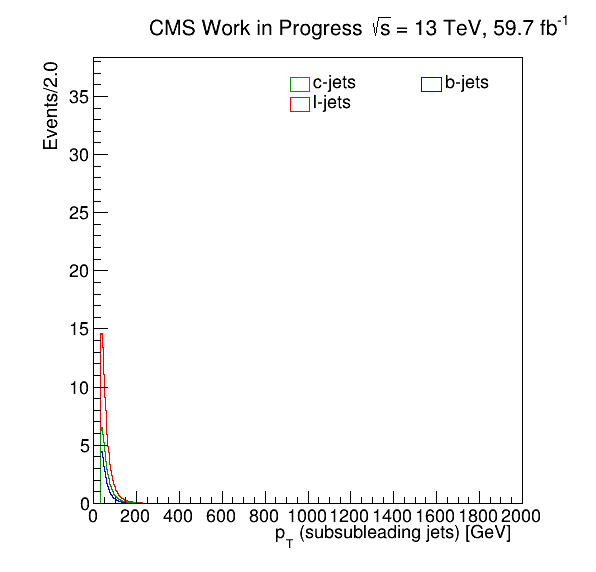 CMS Work in Progress √s = 13 TeV, 59.7 fb⁻¹
Events/2.0
c-jets
b-jets
l-jets
35
30
25
20
15
10
5
0
0 200 400 600 800 1000 1200 1400 1600 1800 2000
p_T (subsubleading jets) [GeV]